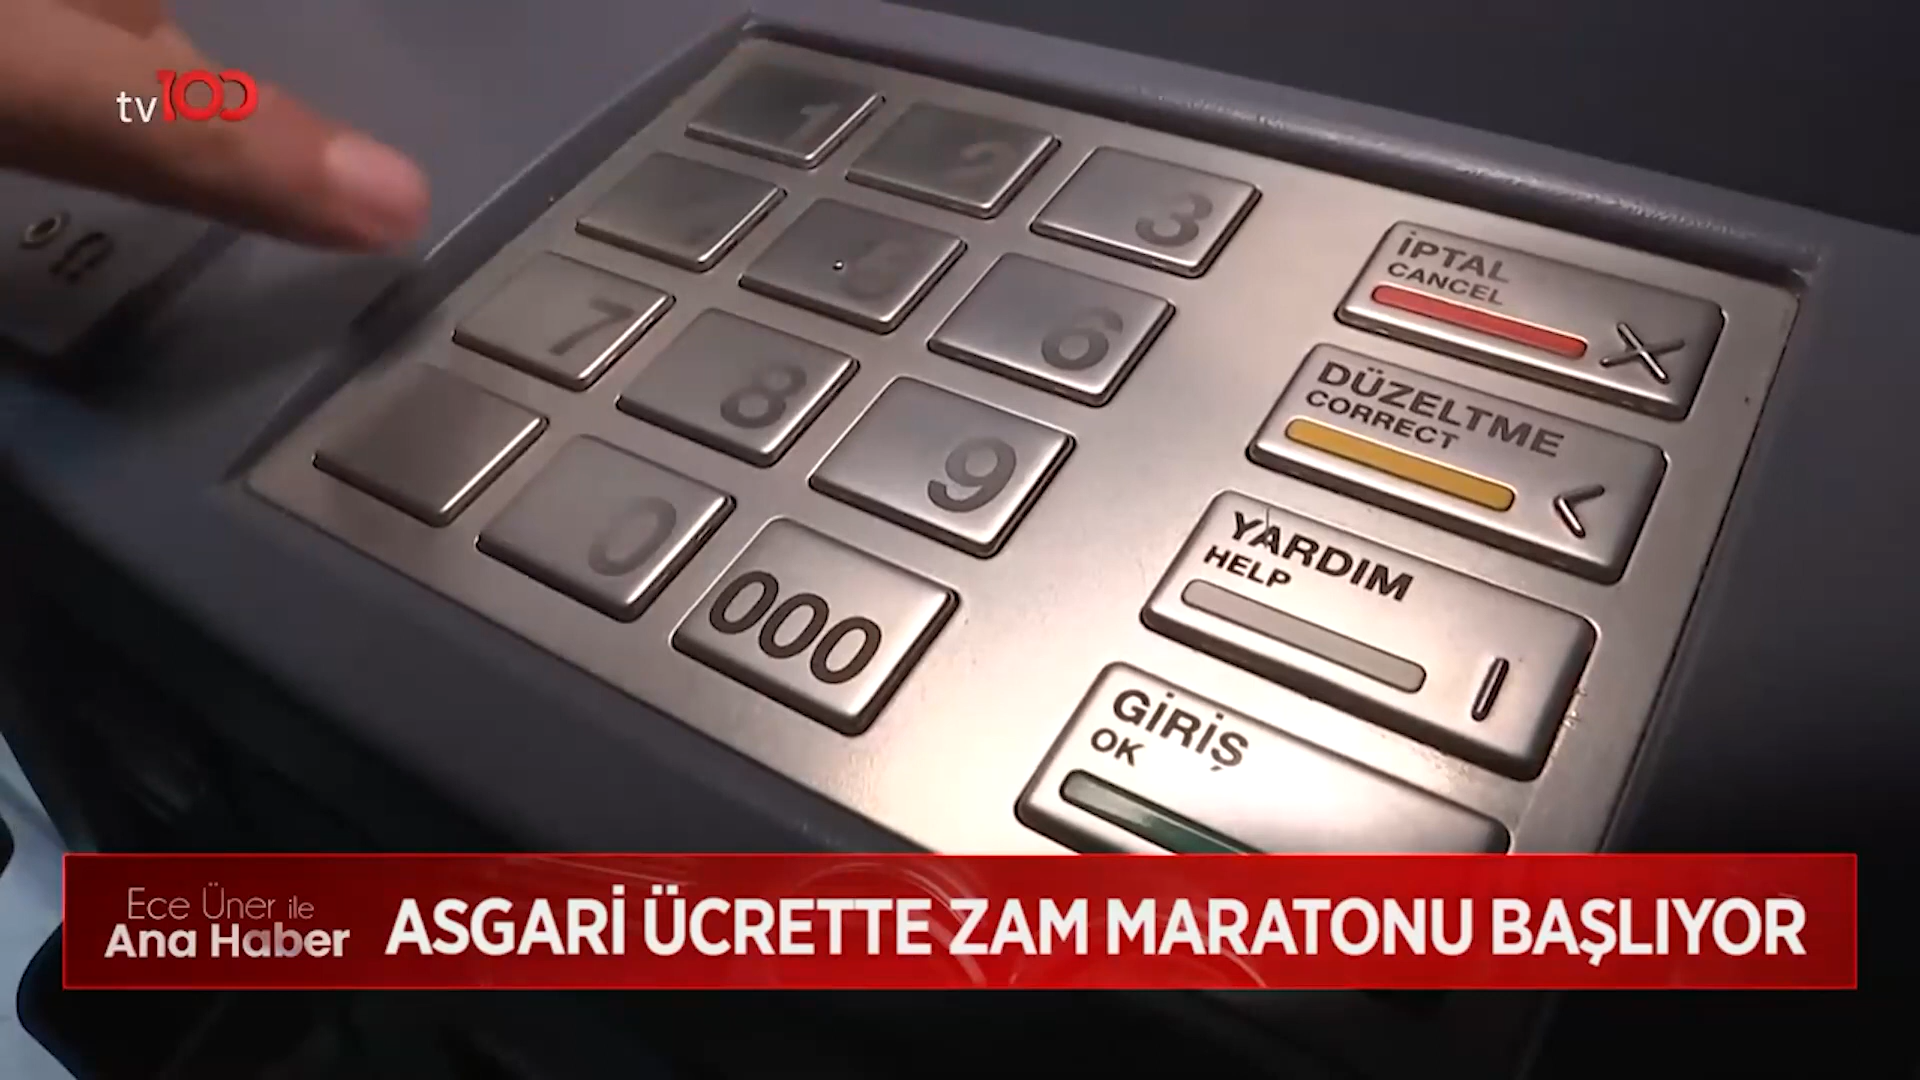 tv100
1
2
3
5
6
7
8
9
0
000
İPTAL
CANCEL
DÜZELTME
CORRECT
YARDIM
HELP
GİRİŞ
OK
Ece Üner ile
Ana Haber
ASGARİ ÜCRETTE ZAM MARATONU BAŞLIYOR